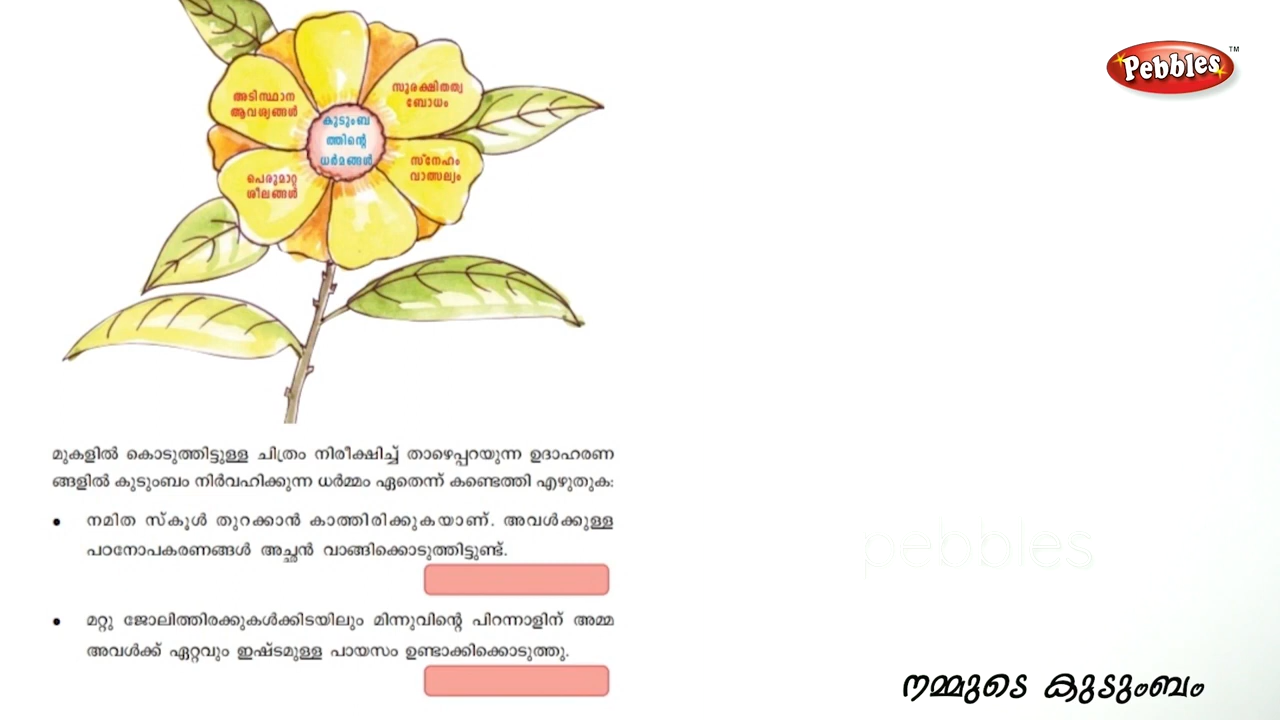 Pebbles™
അടിസ്ഥാന
ആവശ്യങ്ങൾ
സുരക്ഷിതത്വ
ബോധം
കുടുംബ
ത്തിന്റെ
ധർമങ്ങൾ
പെരുമാറ്റ
ശീലങ്ങൾ
സ്നേഹം
വാത്സല്യം
മുകളിൽ കൊടുത്തിട്ടുള്ള ചിത്രം നിരീക്ഷിച്ച് താഴെപ്പറയുന്ന ഉദാഹരണ
ങ്ങളിൽ കുടുംബം നിർവഹിക്കുന്ന ധർമ്മം ഏതെന്ന് കണ്ടെത്തി എഴുതുക:
• നമിത സ്കൂൾ തുറക്കാൻ കാത്തിരിക്കുകയാണ്. അവൾക്കുള്ള
പഠനോപകരണങ്ങൾ അച്ഛൻ വാങ്ങിക്കൊടുത്തിട്ടുണ്ട്.
• മറ്റു ജോലിത്തിരക്കുകൾക്കിടയിലും മിന്നുവിന്റെ പിറന്നാളിന് അമ്മ
അവൾക്ക് ഏറ്റവും ഇഷ്ടമുള്ള പായസം ഉണ്ടാക്കിക്കൊടുത്തു.
pebbles
നമ്മുടെ കുടുംബം